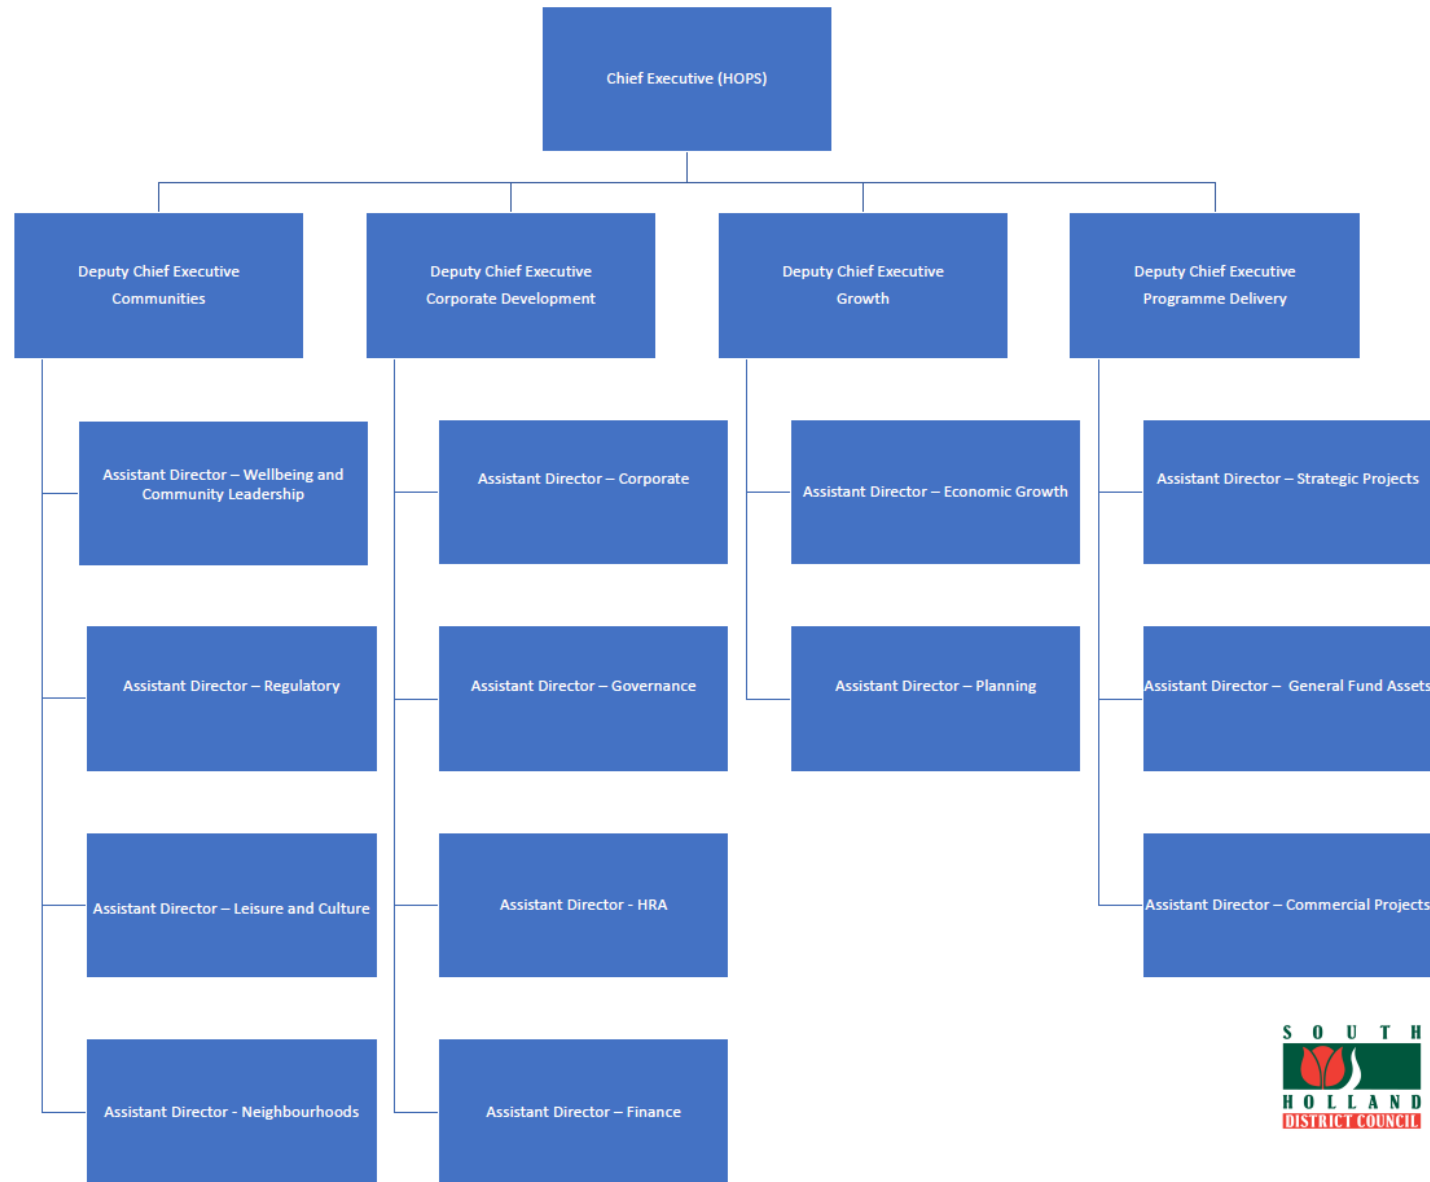 Chief Executive (HOPS)
Deputy Chief Executive
Communities
Deputy Chief Executive
Corporate Development
Deputy Chief Executive
Growth
Deputy Chief Executive
Programme Delivery
Assistant Director – Wellbeing and
Community Leadership
Assistant Director – Corporate
Assistant Director – Economic Growth
Assistant Director – Strategic Projects
Assistant Director – Regulatory
Assistant Director – Governance
Assistant Director – Planning
Assistant Director –  General Fund Assets
Assistant Director – Leisure and Culture
Assistant Director - HRA
Assistant Director – Commercial Projects
Assistant Director - Neighbourhoods
Assistant Director – Finance
SOUTH
HOLLAND
DISTRICT COUNCIL